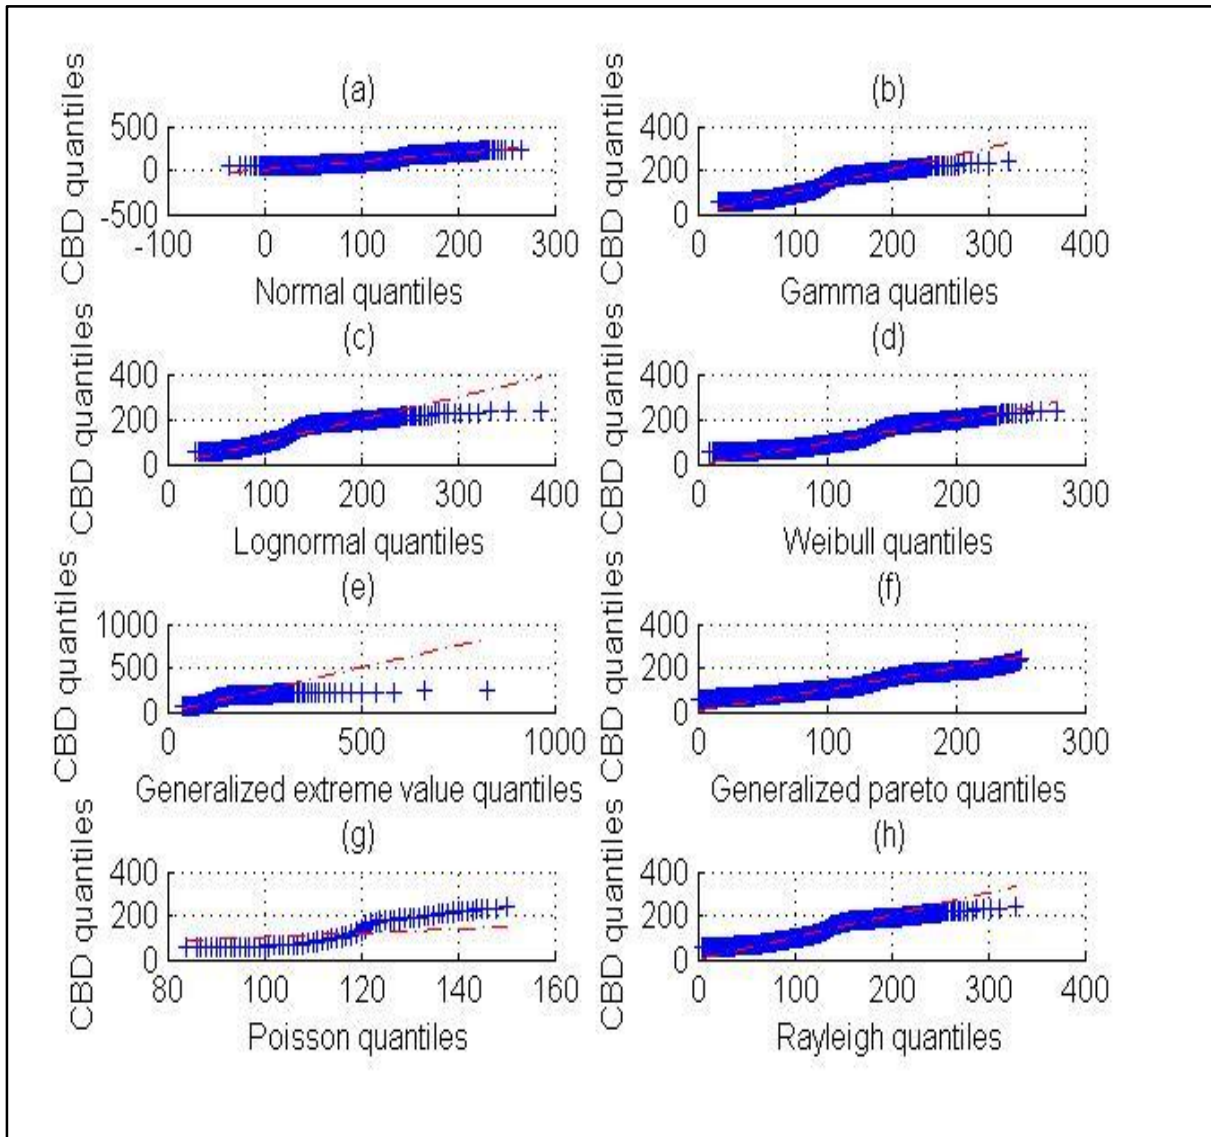 (a)
CBD quantiles
500
0
-500
-100 0 100 200 300
Normal quantiles
(b)
CBD quantiles
400
200
0
0 100 200 300 400
Gamma quantiles
(c)
CBD quantiles
400
200
0
0 100 200 300 400
Lognormal quantiles
(d)
CBD quantiles
400
200
0
0 100 200 300
Weibull quantiles
(e)
CBD quantiles
1000
500
0
0 500 1000
Generalized extreme value quantiles
(f)
CBD quantiles
400
200
0
0 100 200 300
Generalized pareto quantiles
(g)
CBD quantiles
400
200
0
80 100 120 140 160
Poisson quantiles
(h)
CBD quantiles
400
200
0
0 100 200 300 400
Rayleigh quantiles